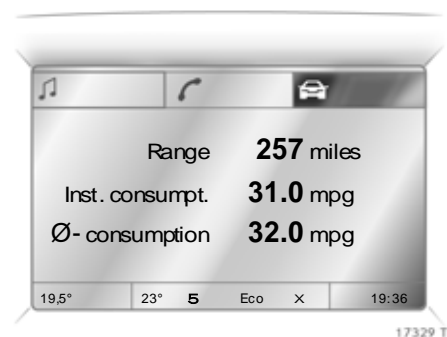 Range 257 miles
Inst. consumpt. 31.0 mpg
Ø- consumption 32.0 mpg
19,5° 23° 5 Eco X 19:36
17329 T